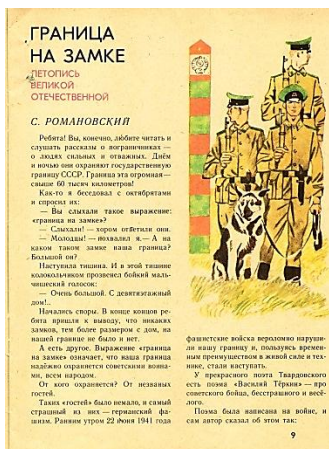 ГРАНИЦА
НА ЗАМКЕ
ЛЕТОПИСЬ
ВЕЛИКОЙ
ОТЕЧЕСТВЕННОЙ
С. РОМАНОВСКИЙ
Ребята! Вы, конечно, любите читать и
слушать рассказы о пограничниках —
о людях сильных и отважных. Днём
и ночью они охраняют государственную
границу СССР. Граница эта огромная —
свыше 60 тысяч километров!
Как-то я беседовал с октябрятами
и спросил их:
— Вы слыхали такое выражение:
«граница на замке»?
— Слыхали! — хором ответили они.
— Молодцы! — похвалил я. — А на
каком таком замке наша граница?
Большой он?
Наступила тишина. И в этой тишине
колокольчиком прозвенел бойкий маль-
чишеский голосок:
— Очень большой. С девятиэтажный
дом!..
Начались споры. В конце концов ре-
бята пришли к выводу, что никаких
замков, тем более размером с дом, на
нашей границе не было и нет.
А есть другое. Выражение «граница
на замке» означает, что наша граница
надёжно охраняется советскими воина-
ми, всем народом.
От кого охраняется? От незваных
гостей.
Таких «гостей» было немало, и самый
страшный из них — германский фа-
шизм. Ранним утром 22 июня 1941 года
фашистские войска вероломно наруши-
ли нашу границу и, пользуясь времен-
ным преимуществом в живой силе и тех-
нике, стали наступать.
У прекрасного поэта Твардовского
есть поэма «Василий Тёркин» — про
советского бойца, бесстрашного и весё-
лого.
Поэма была написана на войне, и
сам автор сказал об этом так:
9